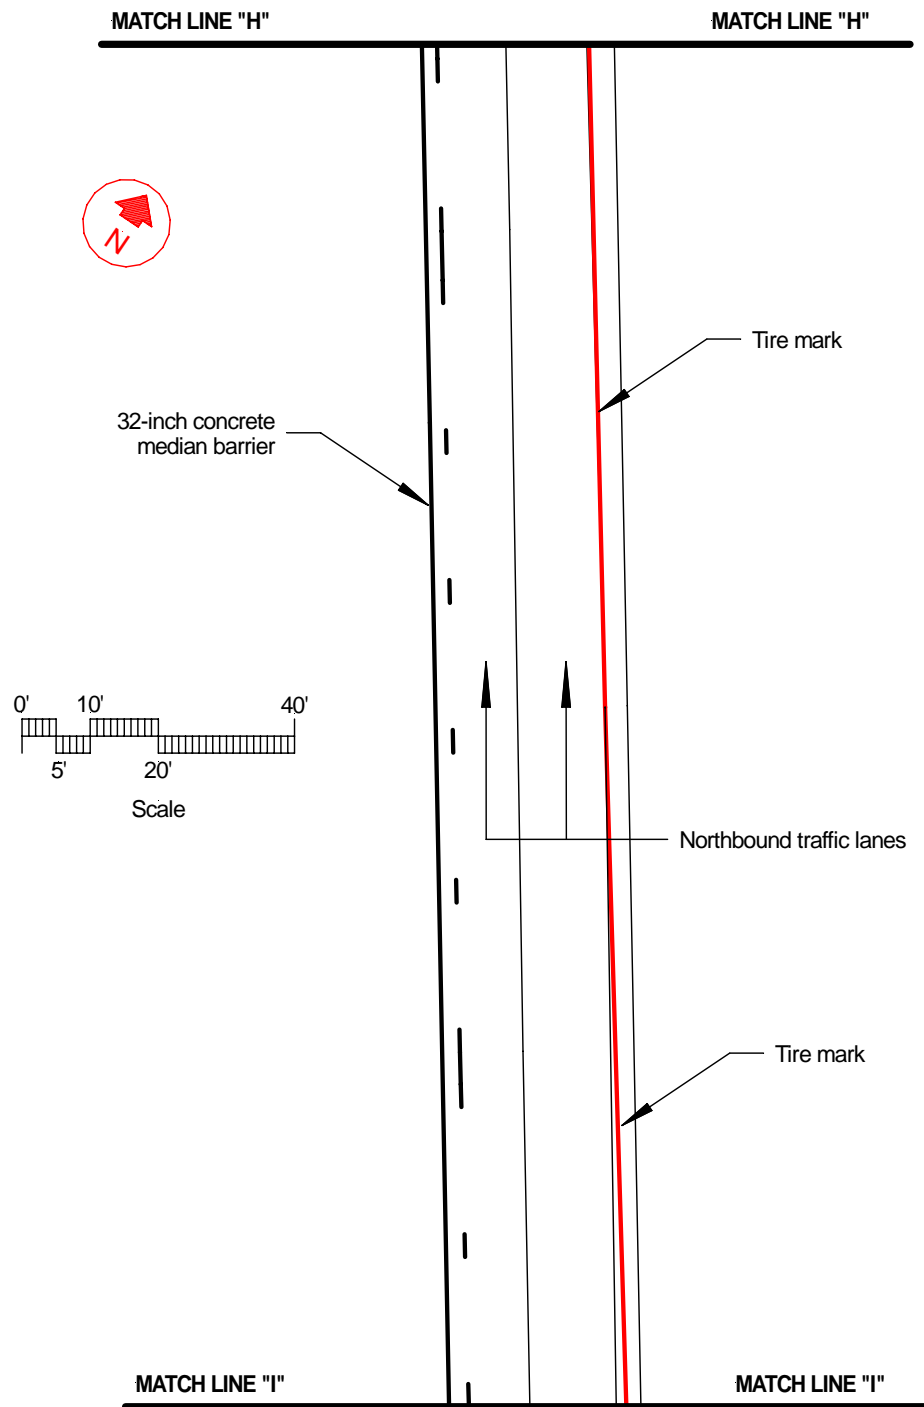 MATCH LINE "H"
MATCH LINE "H"
N
Tire mark
32-inch concrete
median barrier
0'
10'
40'
5'
20'
Scale
Northbound traffic lanes
Tire mark
MATCH LINE "I"
MATCH LINE "I"